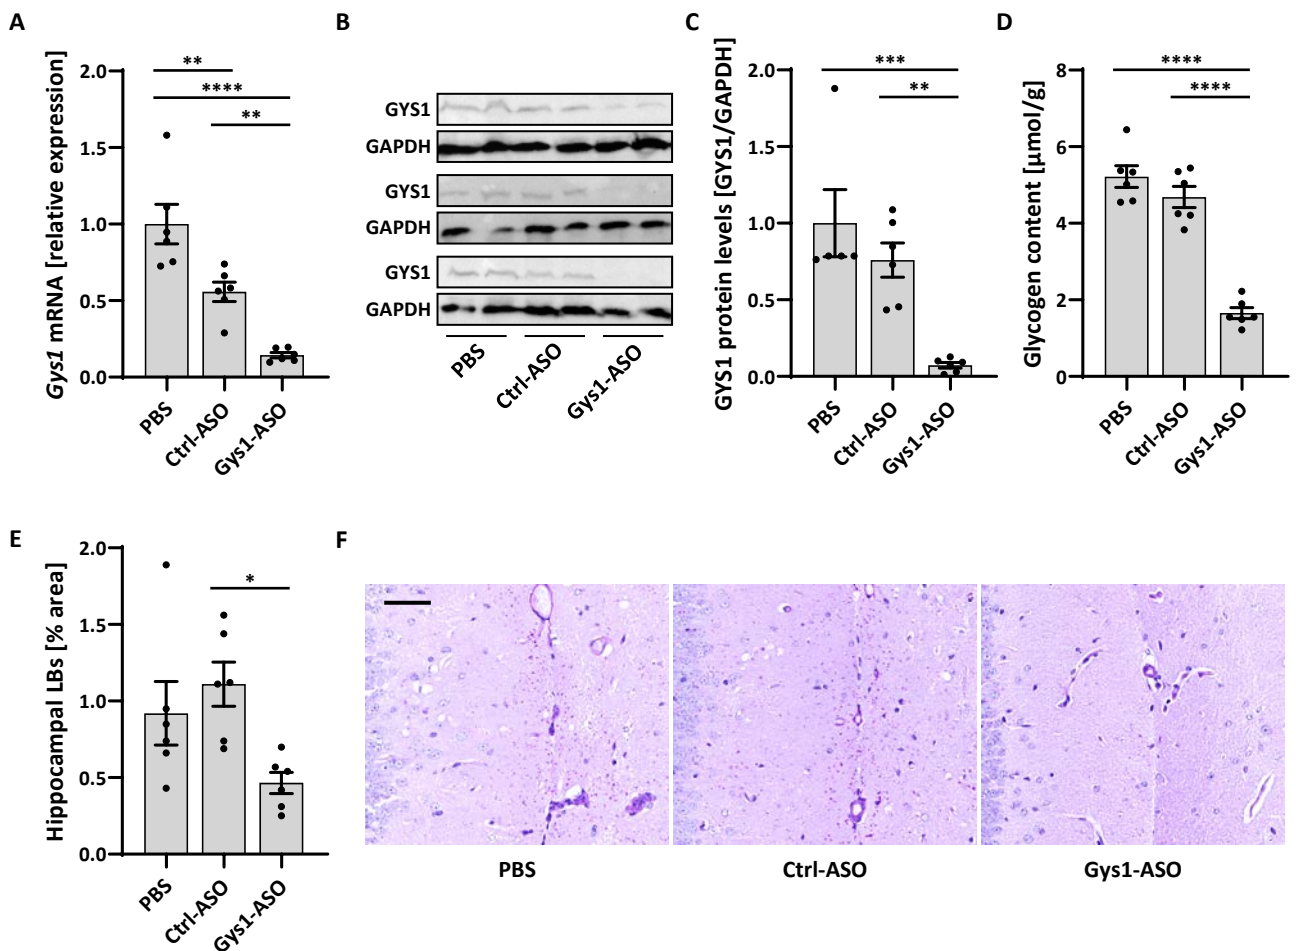 A
Gys1 mRNA [relative expression]
2.0
1.5
1.0
0.5
0.0
**
****
**
PBS
Ctrl-ASO
Gys1-ASO
B
GYS1
GAPDH
GYS1
GAPDH
GYS1
GAPDH
PBS
Ctrl-ASO
Gys1-ASO
C
GYS1 protein levels [GYS1/GAPDH]
2.0
1.5
1.0
0.5
0.0
***
**
PBS
Ctrl-ASO
Gys1-ASO
D
Glycogen content [µmol/g]
8
6
4
2
0
****
****
PBS
Ctrl-ASO
Gys1-ASO
E
Hippocampal LBs [% area]
2.0
1.5
1.0
0.5
0.0
*
PBS
Ctrl-ASO
Gys1-ASO
F
PBS
Ctrl-ASO
Gys1-ASO